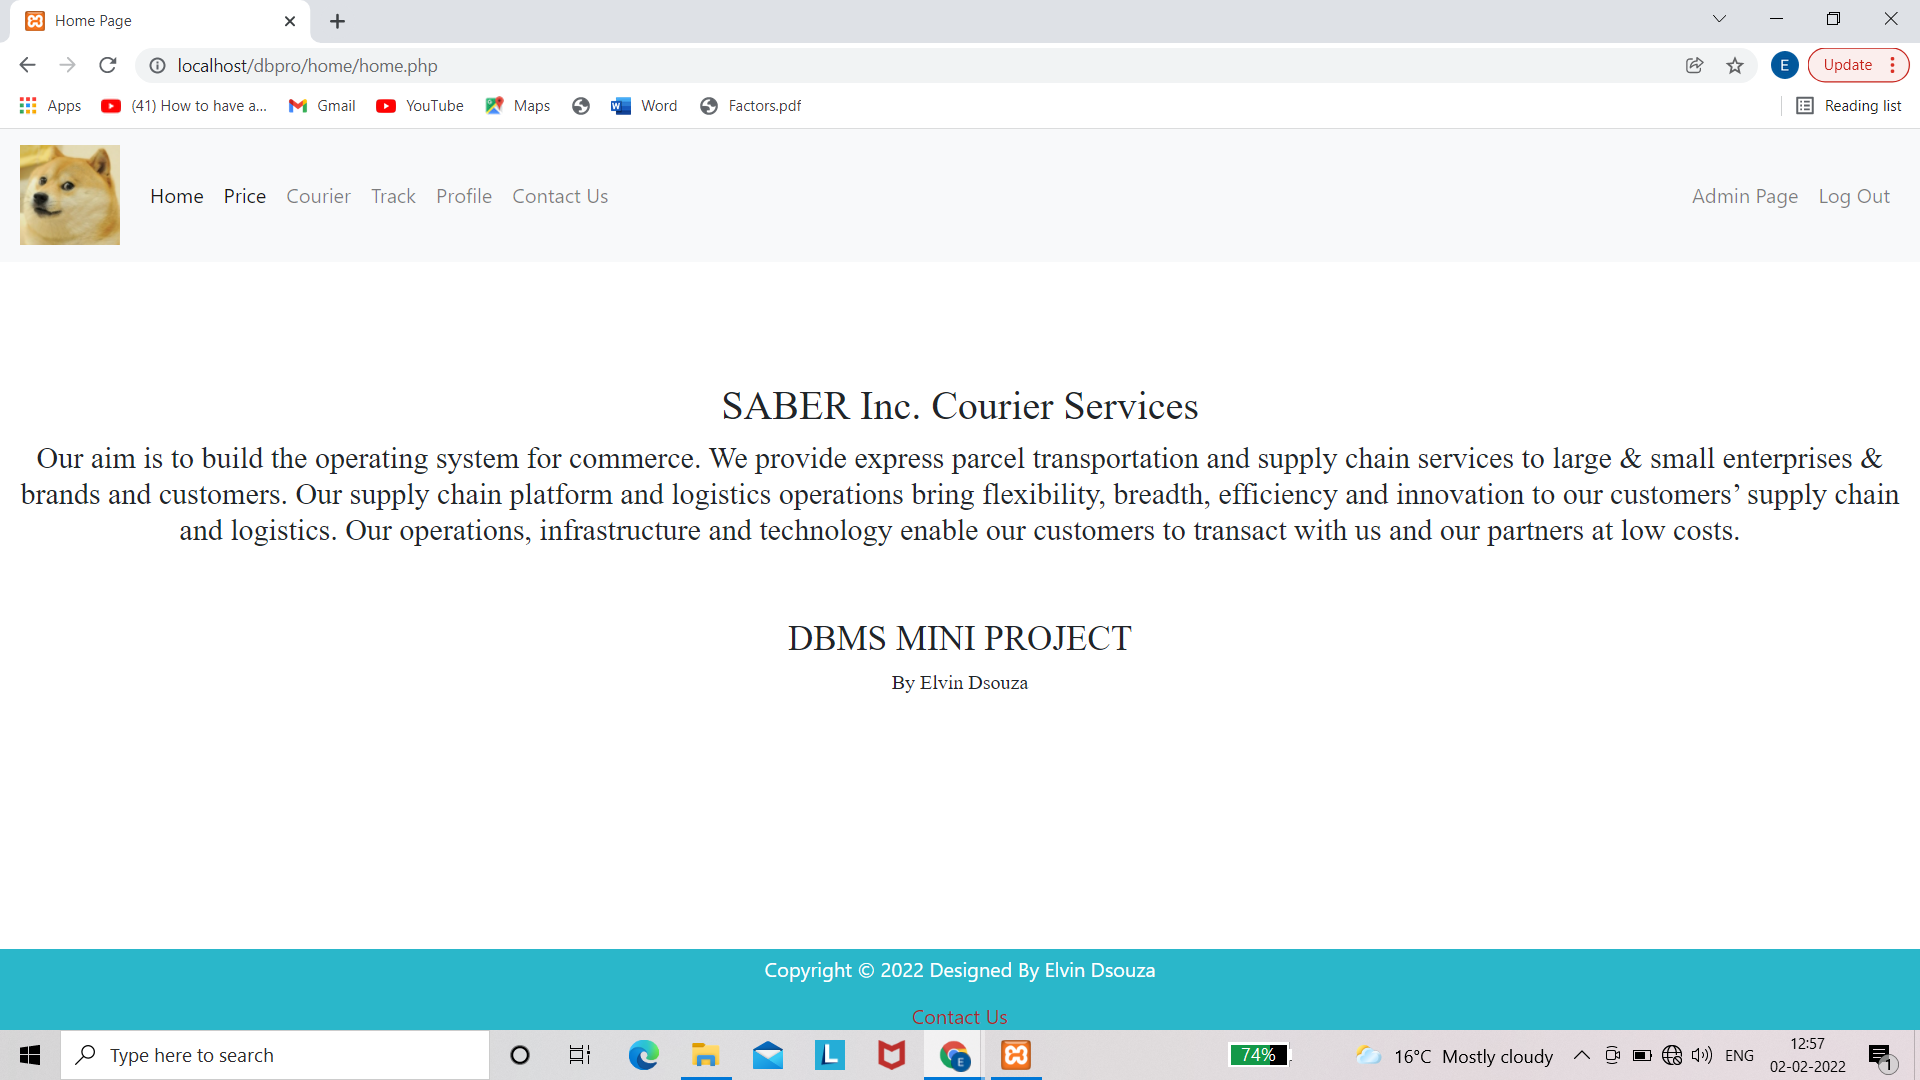 Home Page
localhost/dbpro/home/home.php
Update
Apps (41) How to have a... Gmail YouTube Maps Word Factors.pdf Reading list
Home Price Courier Track Profile Contact Us Admin Page Log Out
SABER Inc. Courier Services
Our aim is to build the operating system for commerce. We provide express parcel transportation and supply chain services to large & small enterprises &
brands and customers. Our supply chain platform and logistics operations bring flexibility, breadth, efficiency and innovation to our customers’ supply chain
and logistics. Our operations, infrastructure and technology enable our customers to transact with us and our partners at low costs.
DBMS MINI PROJECT
By Elvin Dsouza
Copyright © 2022 Designed By Elvin Dsouza
Contact Us
Type here to search
L
E
74%
16°C Mostly cloudy
ENG
12:57
02-02-2022
1